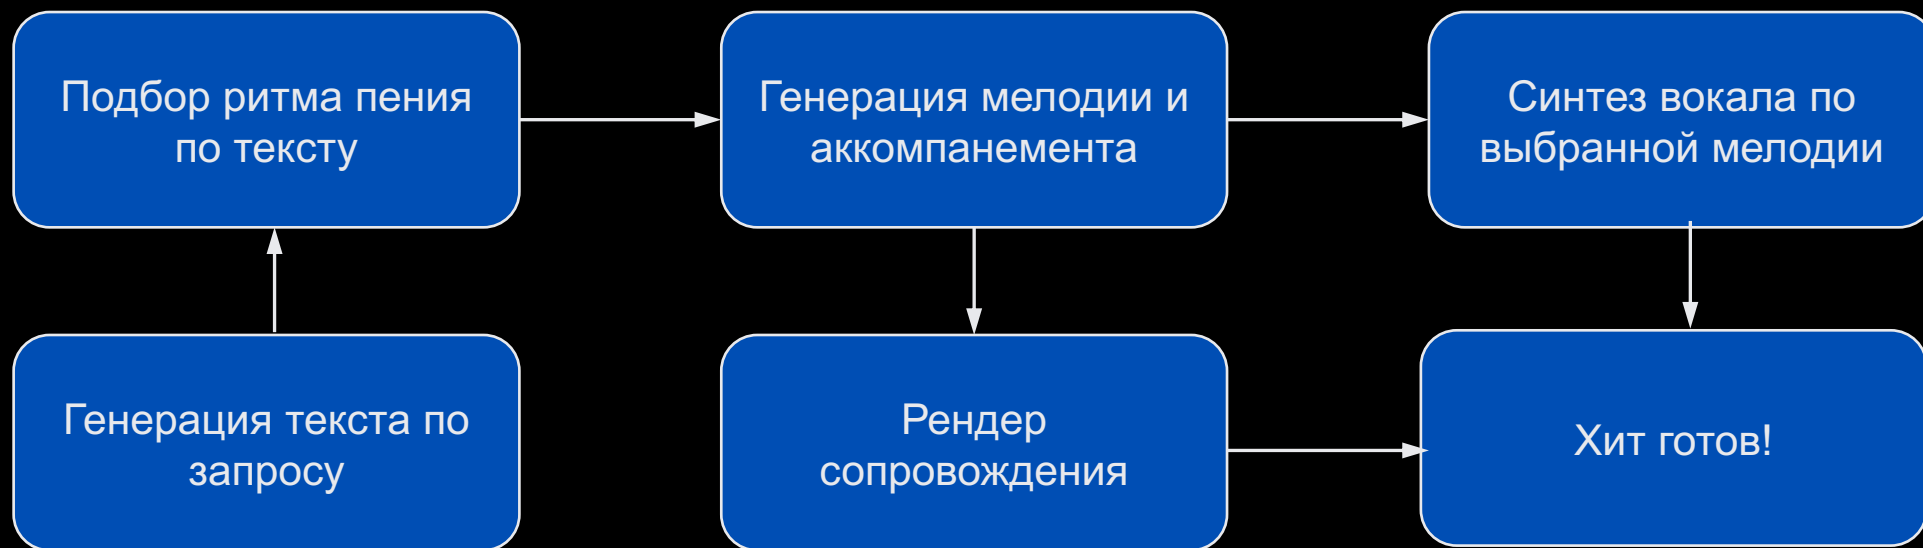 Подбор ритма пения
по тексту
Генерация мелодии и
аккомпанемента
Синтез вокала по
выбранной мелодии
Генерация текста по
запросу
Рендер
сопровождения
Хит готов!